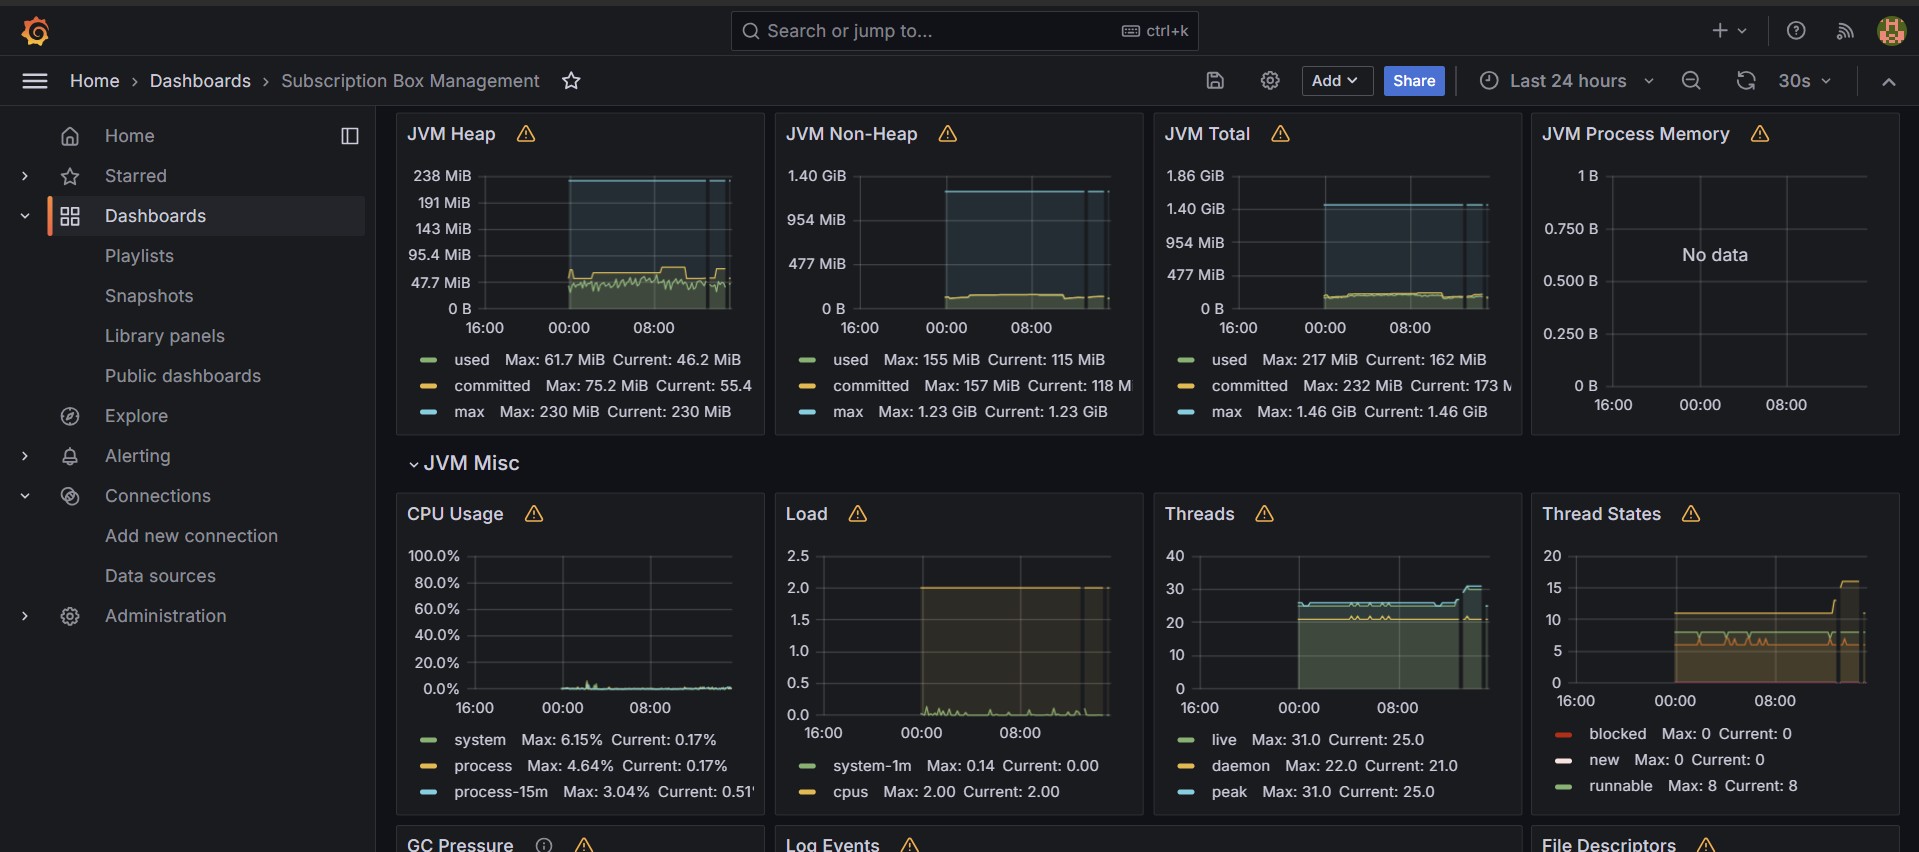 Search or jump to... ctrl+k
Home › Dashboards › Subscription Box Management
Add
Share
Last 24 hours
30s
Home
Starred
Dashboards
Playlists
Snapshots
Library panels
Public dashboards
Explore
Alerting
Connections
Add new connection
Data sources
Administration
JVM Heap
238 MiB
191 MiB
143 MiB
95.4 MiB
47.7 MiB
0 B
16:00 00:00 08:00
used Max: 61.7 MiB Current: 46.2 MiB
committed Max: 75.2 MiB Current: 55.4
max Max: 230 MiB Current: 230 MiB
JVM Non-Heap
1.40 GiB
954 MiB
477 MiB
0 B
16:00 00:00 08:00
used Max: 155 MiB Current: 115 MiB
committed Max: 157 MiB Current: 118 M
max Max: 1.23 GiB Current: 1.23 GiB
JVM Total
1.86 GiB
1.40 GiB
954 MiB
477 MiB
0 B
16:00 00:00 08:00
used Max: 217 MiB Current: 162 MiB
committed Max: 232 MiB Current: 173 M
max Max: 1.46 GiB Current: 1.46 GiB
JVM Process Memory
1 B
0.750 B
0.500 B
0.250 B
0 B
No data
16:00 00:00 08:00
JVM Misc
CPU Usage
100.0%
80.0%
60.0%
40.0%
20.0%
0.0%
16:00 00:00 08:00
system Max: 6.15% Current: 0.17%
process Max: 4.64% Current: 0.17%
process-15m Max: 3.04% Current: 0.51
Load
2.5
2.0
1.5
1.0
0.5
0.0
16:00 00:00 08:00
system-1m Max: 0.14 Current: 0.00
cpus Max: 2.00 Current: 2.00
Threads
40
30
20
10
0
16:00 00:00 08:00
live Max: 31.0 Current: 25.0
daemon Max: 22.0 Current: 21.0
peak Max: 31.0 Current: 25.0
Thread States
20
15
10
5
0
16:00 00:00 08:00
blocked Max: 0 Current: 0
new Max: 0 Current: 0
runnable Max: 8 Current: 8
GC Pressure
Log Events
File Descriptors